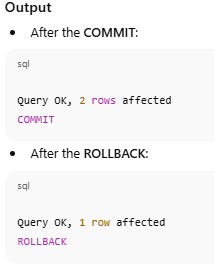 Output
• After the COMMIT:
sql
Query OK, 2 rows affected
COMMIT
• After the ROLLBACK:
sql
Query OK, 1 row affected
ROLLBACK